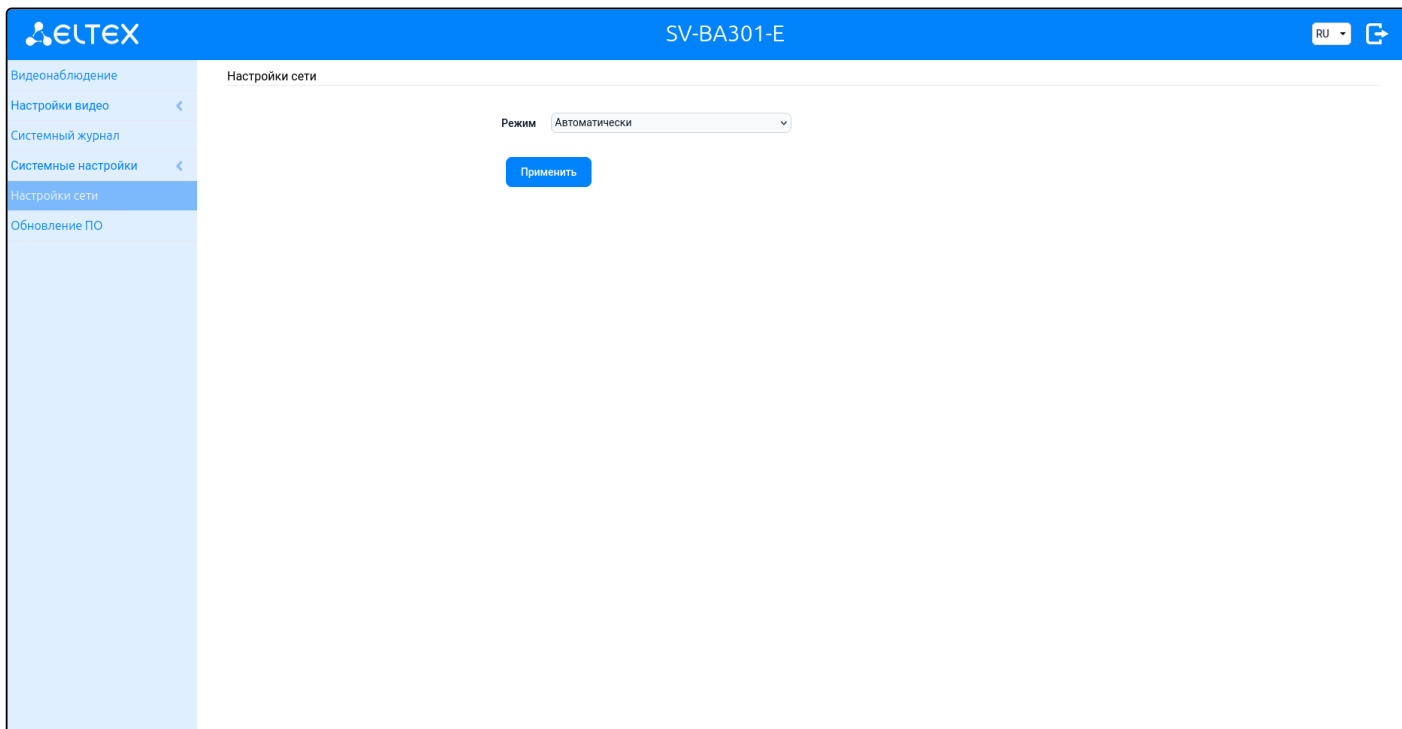 ELTEX
SV-BA301-E
RU
Видеонаблюдение
Настройки видео
Системный журнал
Системные настройки
Настройки сети
Обновление ПО
Настройки сети
Режим Автоматически
Применить